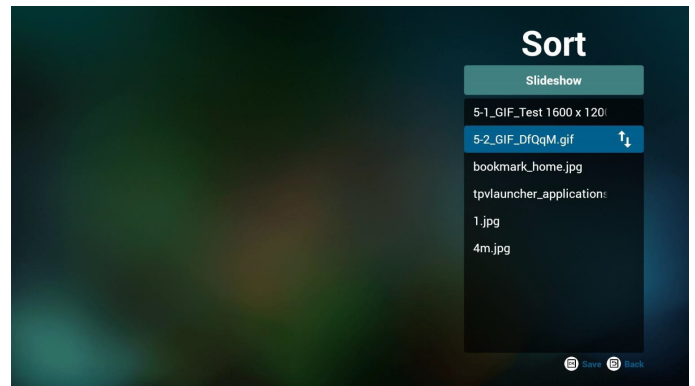 Sort
Slideshow
5-1_GIF_Test 1600 x 120
5-2_GIF_DfQqM.gif
bookmark_home.jpg
tpvlauncher_applications
1.jpg
4m.jpg
Save Back